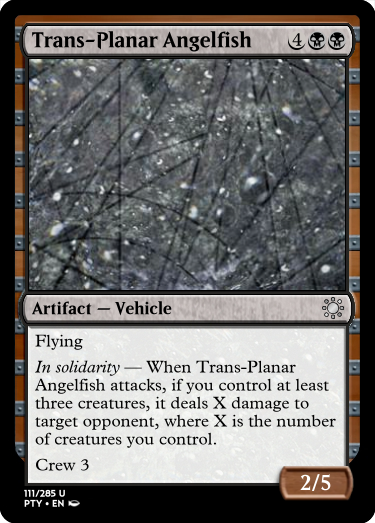 Trans-Planar Angelfish 4
Artifact — Vehicle
Flying
In solidarity — When Trans-Planar
Angelfish attacks, if you control at least
three creatures, it deals X damage to
target opponent, where X is the number
of creatures you control.
Crew 3
2/5
111/285 U
PTY • EN